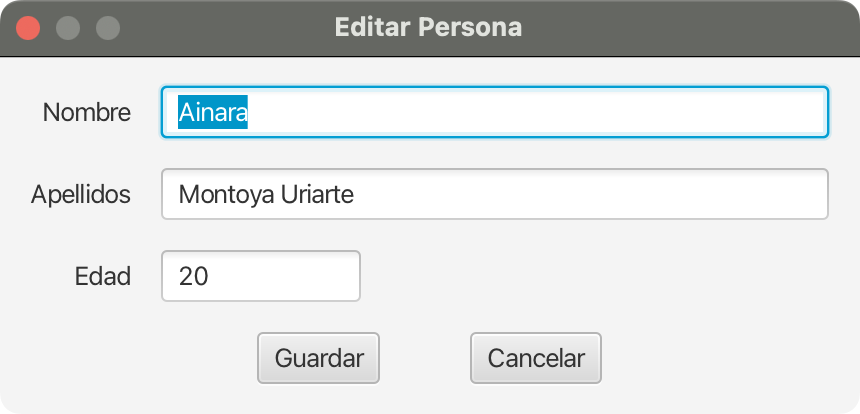 Editar Persona
Nombre Ainara
Apellidos Montoya Uriarte
Edad 20
Guardar Cancelar